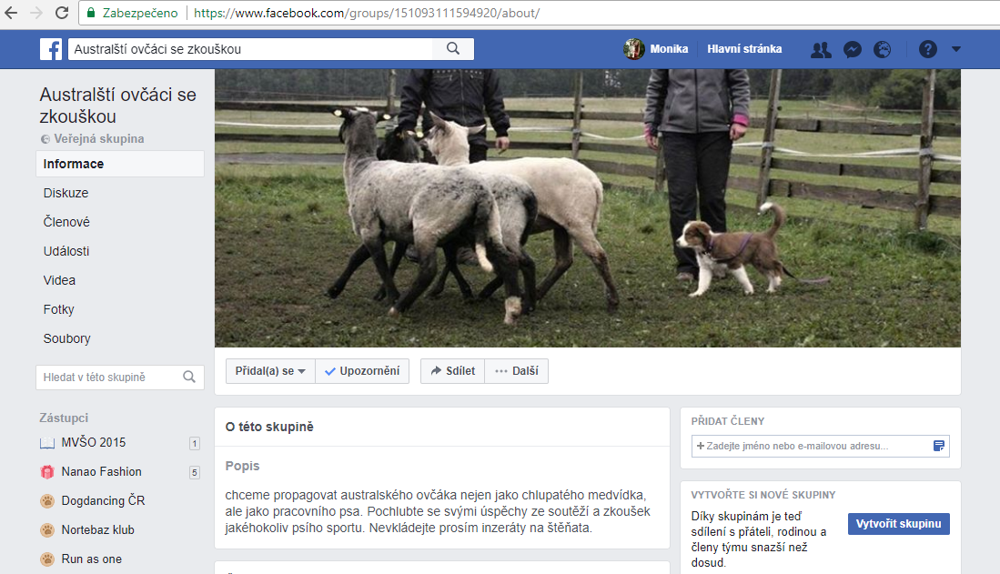 Zabezpečeno https://www.facebook.com/groups/151093111594920/about/
Australští ovčáci se zkouškou
Monika
Hlavní stránka
Australští ovčáci se
zkouškou
Veřejná skupina
Informace
Diskuze
Členové
Události
Videa
Fotky
Soubory
Hledat v této skupině
Zástupci
MVŠO 2015 1
Nanao Fashion 5
Dogdancing ČR
Nortebaz klub
Run as one
Přidal(a) se Upozornění Sdílet Další
O této skupině
Popis
chceme propagovat australského ovčáka nejen jako chlupatého medvídka,
ale jako pracovního psa. Pochlubte se svými úspěchy ze soutěží a zkoušek
jakéhokoliv psího sportu. Nevkládejte prosím inzeráty na štěňata.
PŘIDAT ČLENY
+ Zadejte jméno nebo e-mailovou adresu...
VYTVOŘTE SI NOVÉ SKUPINY
Díky skupinám je teď
sdílení s přáteli, rodinou a
členy týmu snazší než
dosud.
Vytvořit skupinu